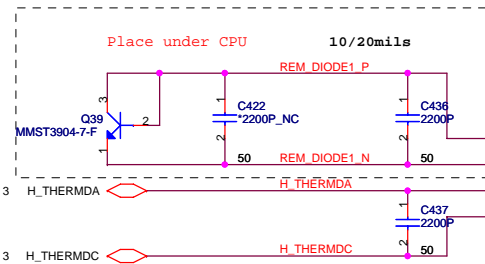 Place under CPU
10/20mils
REM_DIODE1_P
3
1
C422
1
C436
Q39
2
*2200P_NC
2200P
MMST3904-7-F
2
2
1
50
REM_DIODE1_N
50
3
H_THERMDA
H_THERMDA
1
C437
2200P
2
3
H_THERMDC
H_THERMDC
50